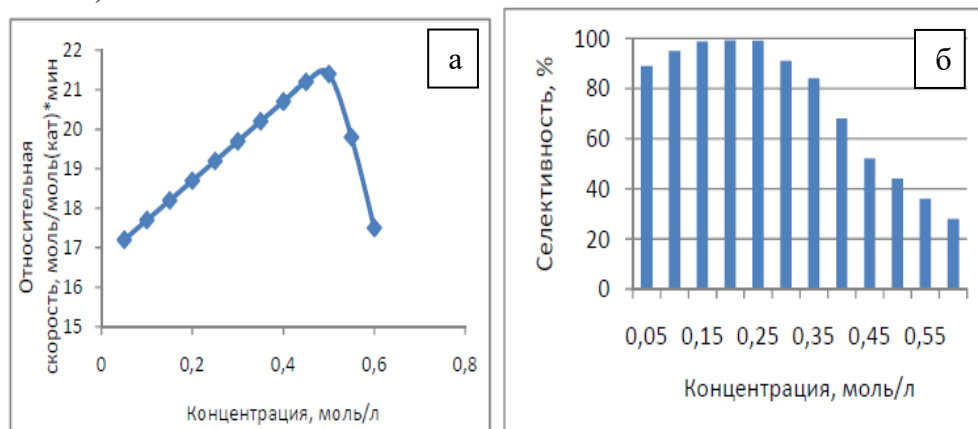 )
а
22
21
20
19
18
17
16
15
0
0,2
0,4
0,6
0,8
Относительная
скорость, моль/моль(кат)*мин
Концентрация, моль/л
б
100
80
60
40
20
0
Селективность, %
0,05 0,15 0,25 0,35 0,45 0,55
Концентрация, моль/л